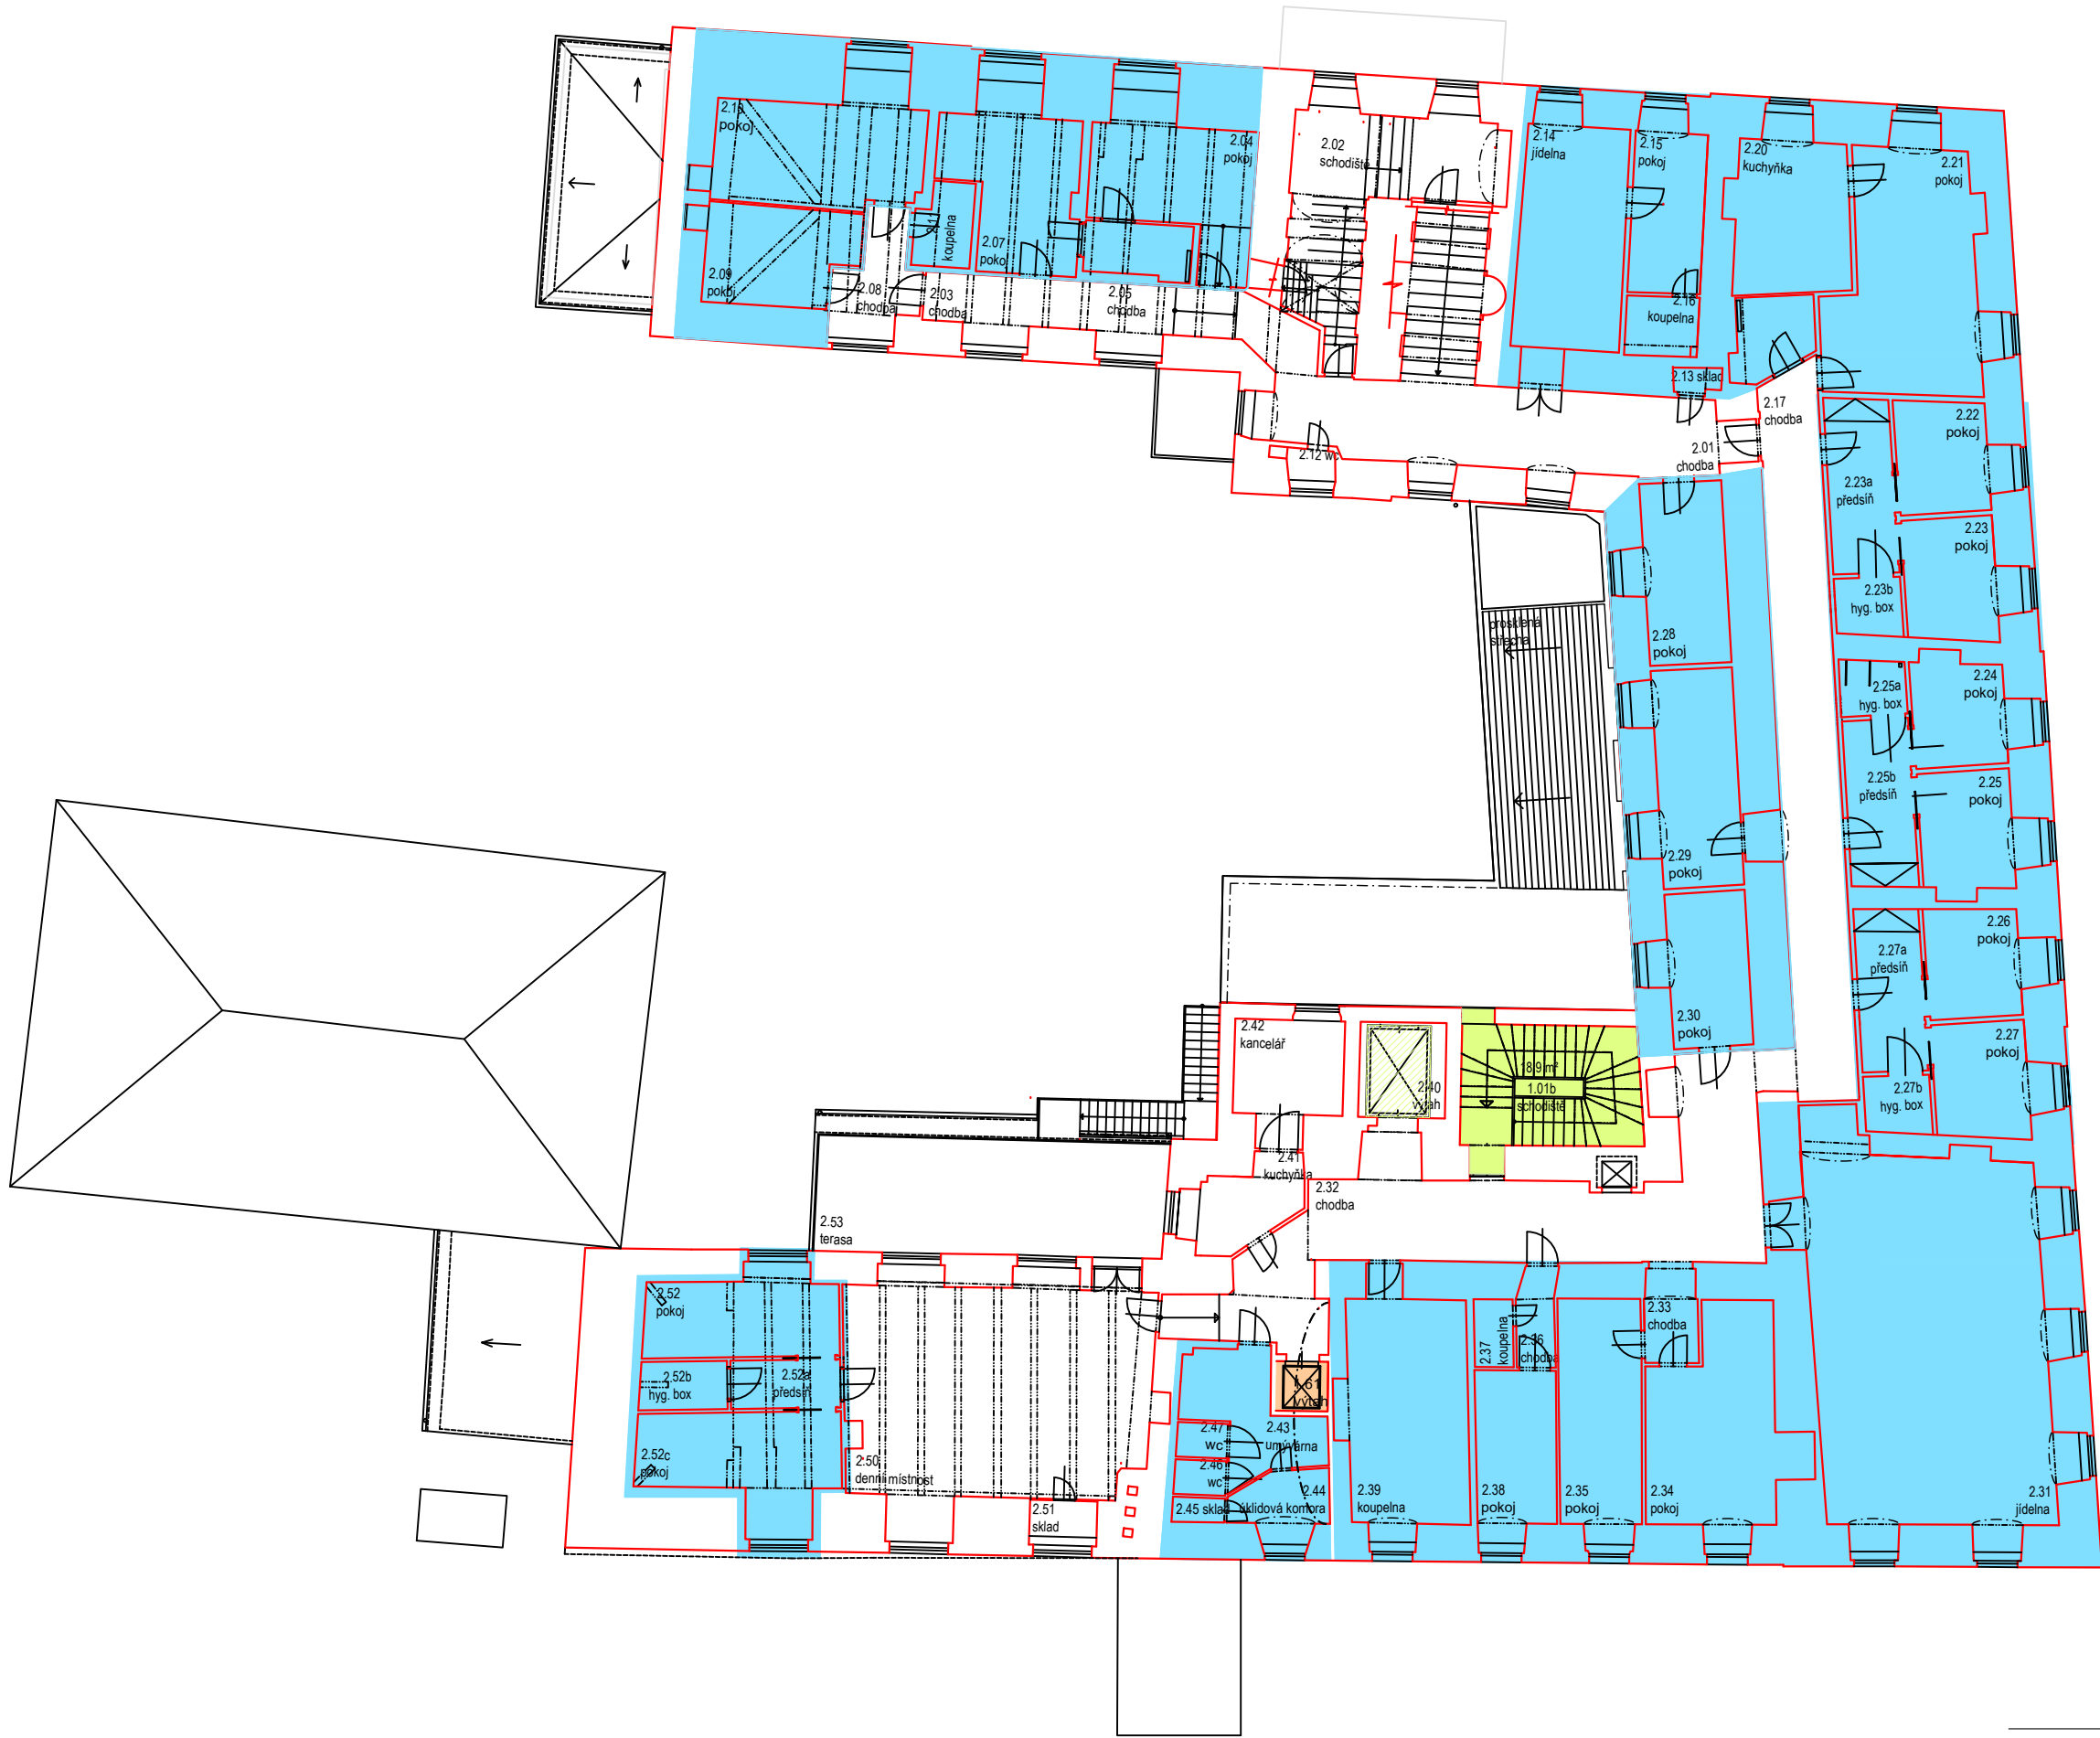 2.10
pokoj
2.04
pokoj
2.02
schodiště
2.14
jídelna
2.15
pokoj
2.20
kuchyňka
2.21
pokoj
2.11
koupelna
2.07
pokoj
2.09
pokoj
2.08
chodba
2.03
chodba
2.05
chodba
2.16
koupelna
2.13 sklad
2.17
chodba
2.22
pokoj
2.01
chodba
2.12 wc
2.23a
předsíň
2.23
pokoj
2.23b
hyg. box
prosklená
střecha
2.28
pokoj
2.24
pokoj
2.25a
hyg. box
2.25b
předsíň
2.25
pokoj
2.29
pokoj
2.26
pokoj
2.27a
předsíň
2.30
pokoj
2.27
pokoj
2.27b
hyg. box
2.42
kancelář
2.40
výtah
18.9 m²
1.01b
schodiště
2.41
kuchyňka
2.32
chodba
2.53
terasa
2.52
pokoj
2.52b
hyg. box
2.52a
předsíň
2.52c
pokoj
2.50
denní místnost
2.51
sklad
výtah
2.47
wc
2.43
umývárna
2.46
wc
2.44
úklidová komora
2.45 sklad
2.39
koupelna
2.37
koupelna
2.36
chodba
2.33
chodba
2.38
pokoj
2.35
pokoj
2.34
pokoj
2.31
jídelna